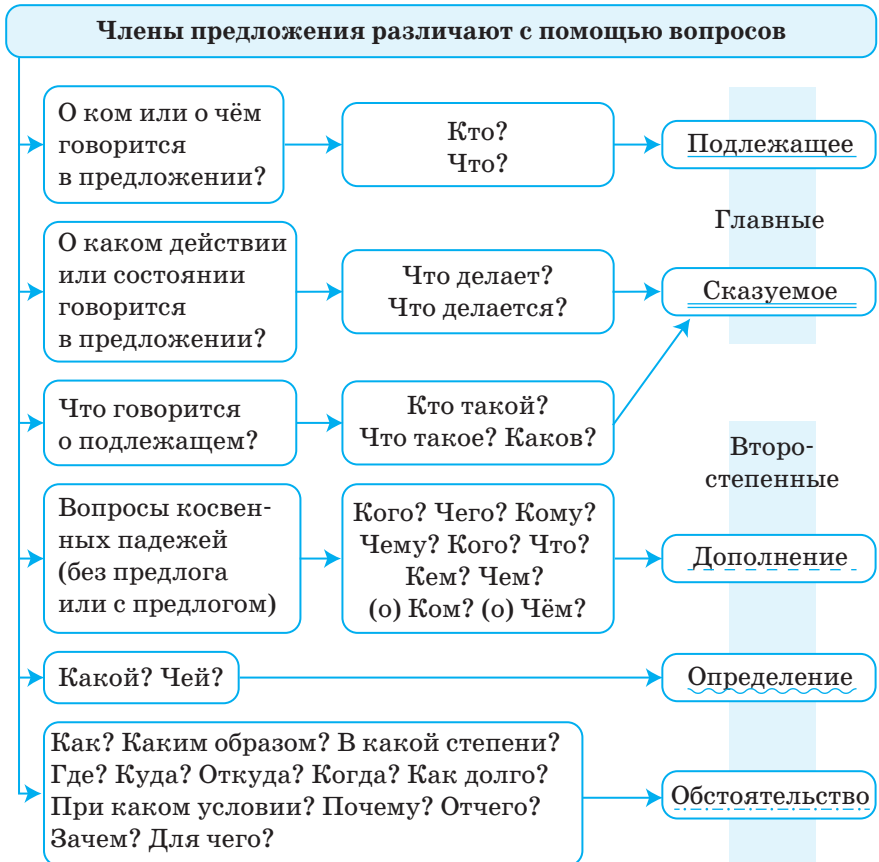 Члены предложения различают с помощью вопросов
О ком или о чём
говорится
в предложении?
Кто?
Что?
Подлежащее
Главные
О каком действии
или состоянии
говорится
в предложении?
Что делает?
Что делается?
Сказуемое
Что говорится
о подлежащем?
Кто такой?
Что такое? Каков?
Второ-
степенные
Вопросы косвен-
ных падежей
(без предлога
или с предлогом)
Кого? Чего? Кому?
Чему? Кого? Что?
Кем? Чем?
(о) Ком? (о) Чём?
Дополнение
Какой? Чей?
Определение
Как? Каким образом? В какой степени?
Где? Куда? Откуда? Когда? Как долго?
При каком условии? Почему? Отчего?
Зачем? Для чего?
Обстоятельство